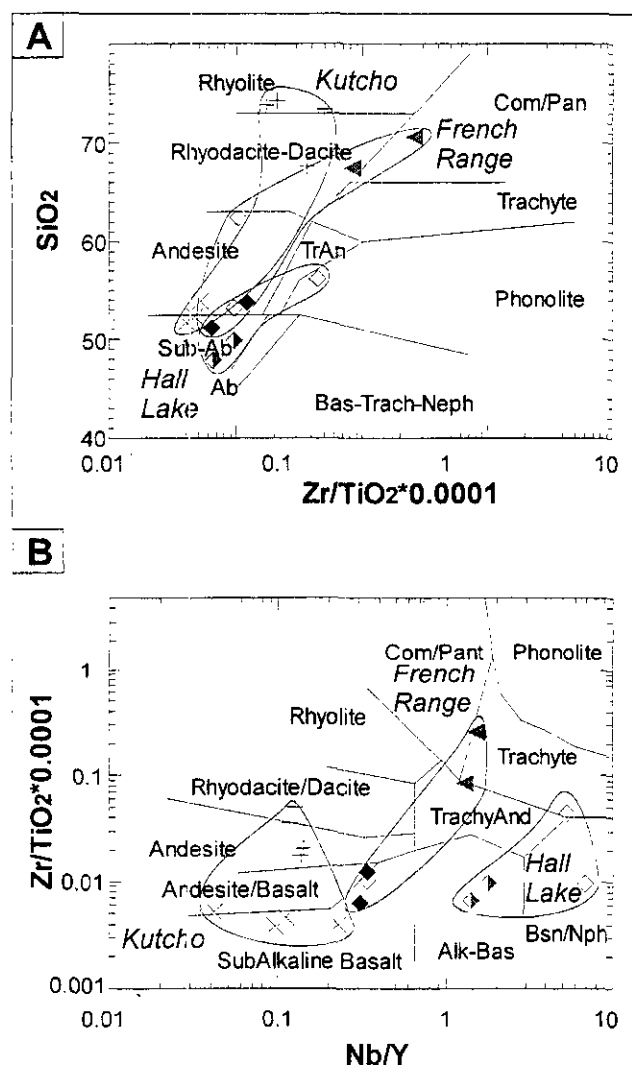 A
Rhyolite
Kutcho
Com/Pan
French
Range
Rhyodacite-Dacite
Trachyte
Andesite
TrAn
Phonolite
Sub-Ab
Hall
Lake
Ab
Bas-Trach-Neph
SiO2
70
60
50
40
0.01
0.1
1
10
Zr/TiO2*0.0001
B
Com/Pant
Phonolite
French
Range
Rhyolite
Trachyte
Rhyodacite/Dacite
TrachyAnd
Andesite
Hall
Lake
Andesite/Basalt
Kutcho
SubAlkaline Basalt
Alk-Bas
Bsn/Nph
Zr/TiO2*0.0001
1
0.1
0.01
0.001
0.01
0.1
1
10
Nb/Y